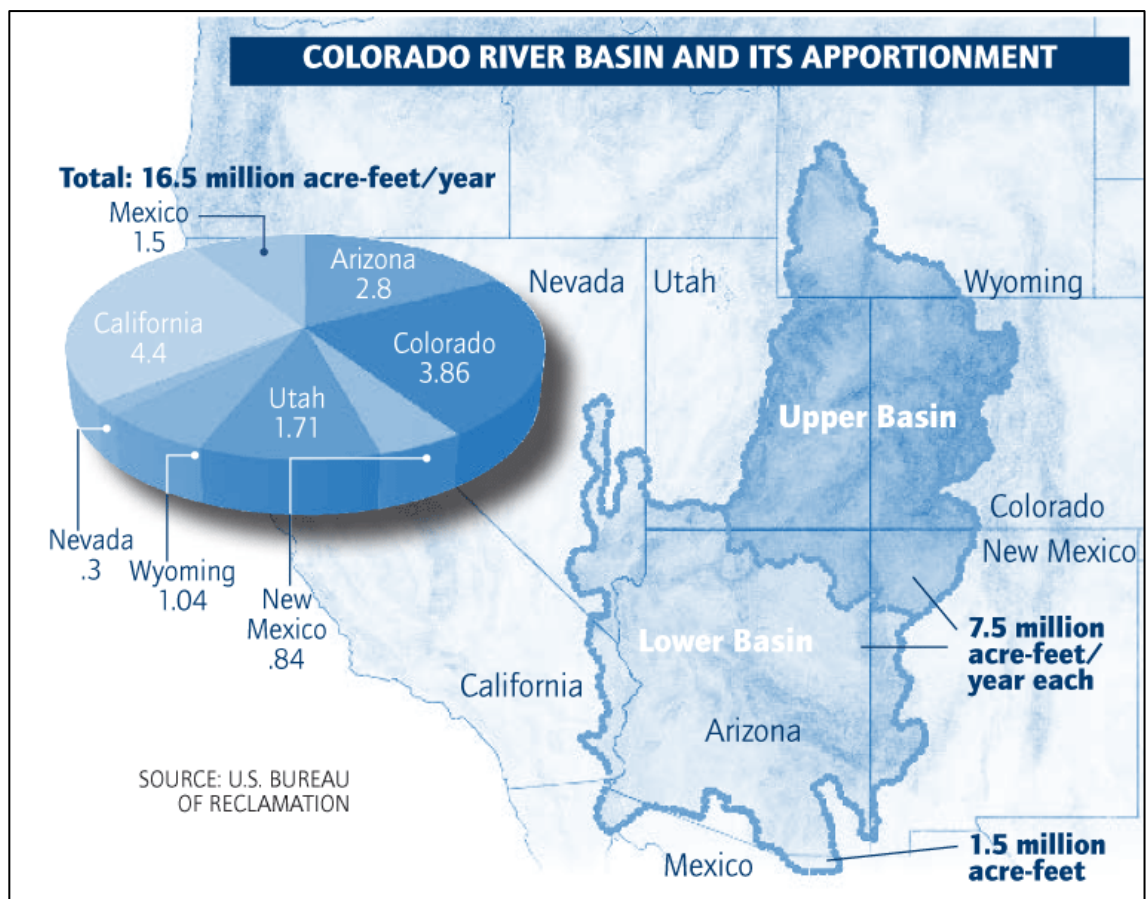 COLORADO RIVER BASIN AND ITS APPORTIONMENT
Total: 16.5 million acre-feet/year
Mexico
1.5
Arizona
2.8
California
4.4
Colorado
3.86
Utah
1.71
Nevada
.3
Wyoming
1.04
New
Mexico
.84
Nevada
Utah
Wyoming
Upper Basin
Colorado
New Mexico
Lower Basin
7.5 million
acre-feet/
year each
California
Arizona
SOURCE: U.S. BUREAU
OF RECLAMATION
Mexico
1.5 million
acre-feet